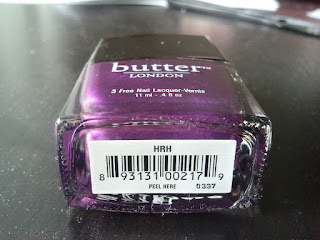 butter™
LONDON
3 Free Nail Lacquer-Vernis
11 ml - .4 fl oz
HRH
8 93131 00217 9
PEEL HERE 0337